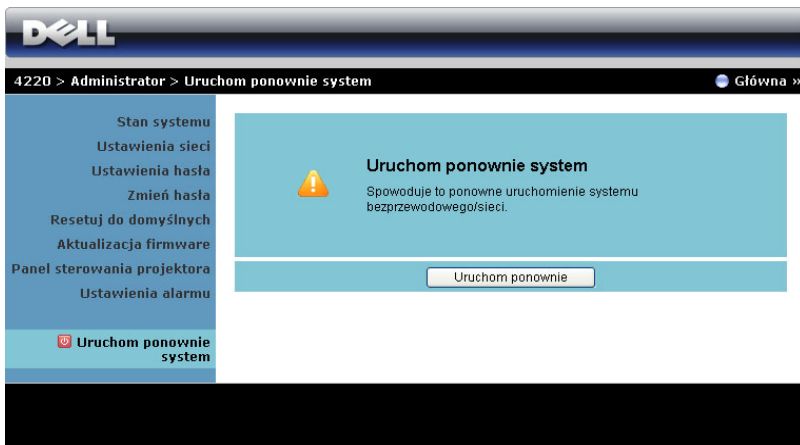 DELL
4220 > Administrator > Uruchom ponownie system
Główna »
Stan systemu
Ustawienia sieci
Ustawienia hasła
Zmień hasła
Resetuj do domyślnych
Aktualizacja firmware
Panel sterowania projektora
Ustawienia alarmu
Uruchom ponownie
system
Uruchom ponownie system
Spowoduje to ponowne uruchomienie systemu
bezprzewodowego/sieci.
Uruchom ponownie